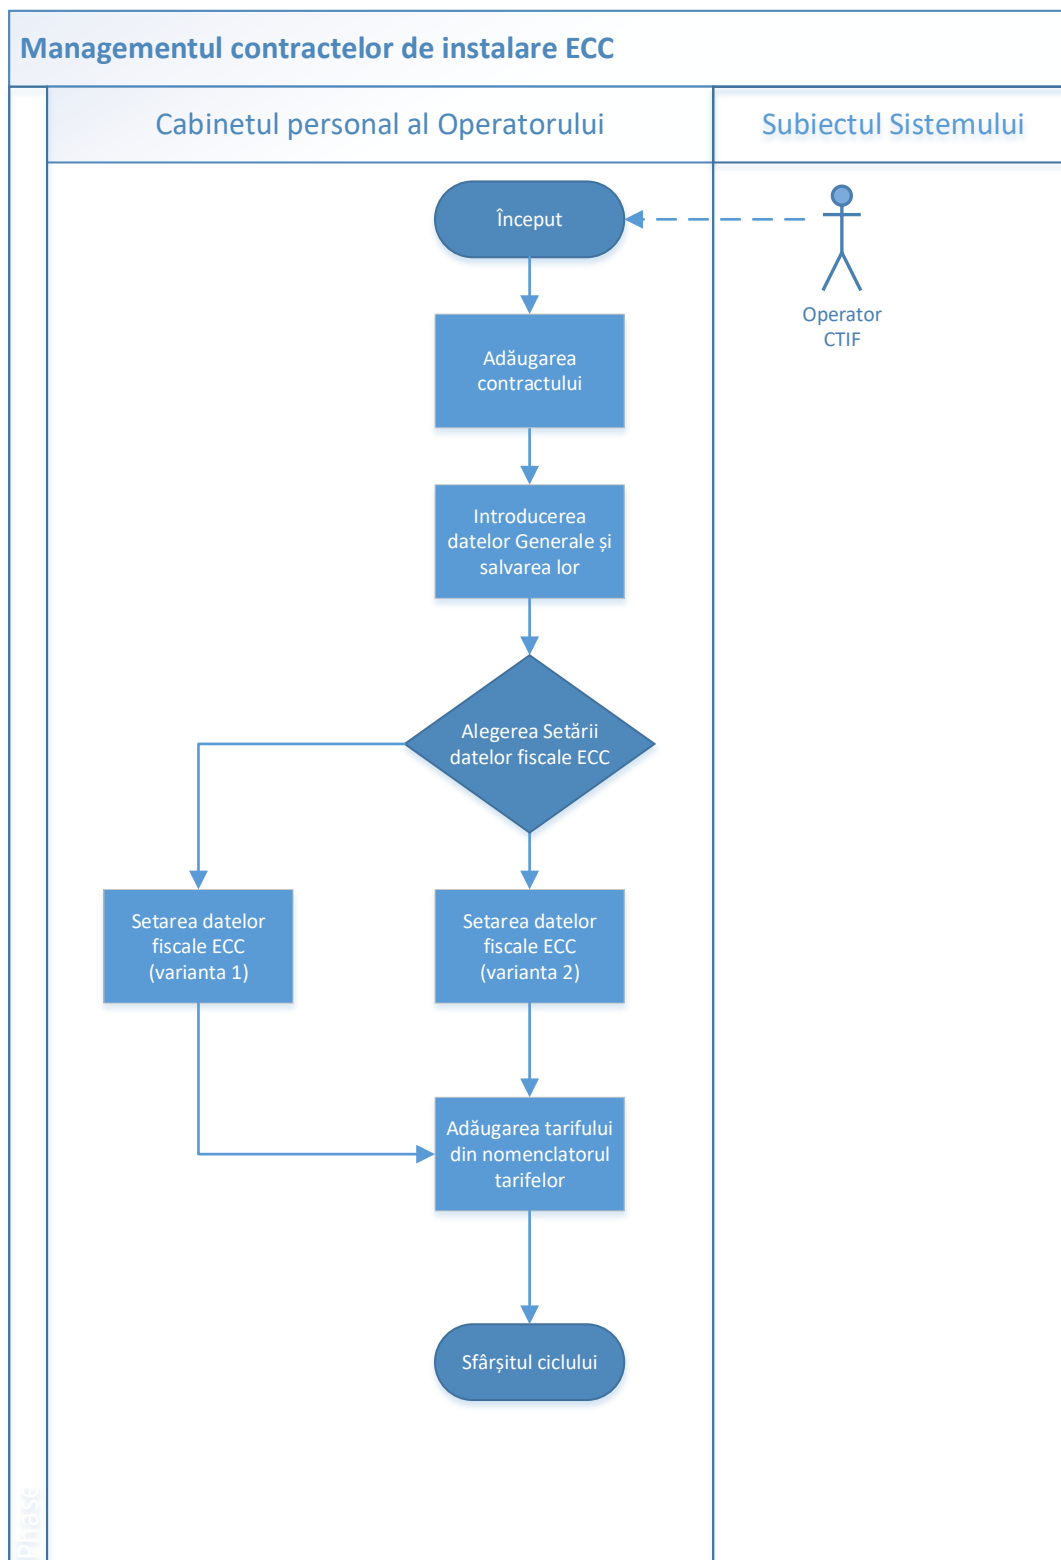 Managementul contractelor de instalare ECC
Cabinetul personal al Operatorului
Subiectul Sistemului
Început
Operator
CTIF
Adăugarea
contractului
Introducerea
datelor Generale și
salvarea lor
Alegerea Setării
datelor fiscale ECC
Setarea datelor
fiscale ECC
(varianta 1)
Setarea datelor
fiscale ECC
(varianta 2)
Adăugarea tarifului
din nomenclatorul
tarifelor
Sfârșitul ciclului
Phase